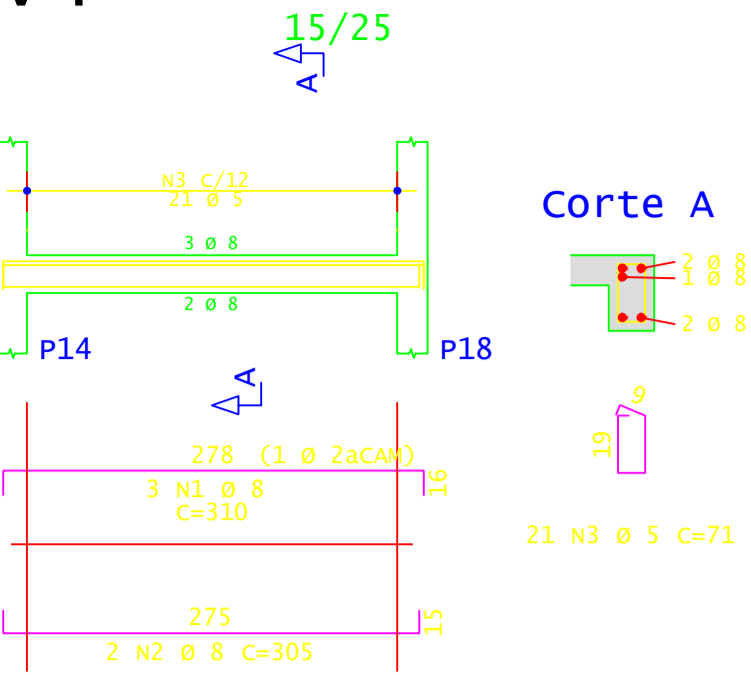 15/25
A
N3 C/12
21 Ø 5
3 Ø 8
2 Ø 8
P14
P18
Corte A
2 Ø 8
1 Ø 8
2 Ø 8
A
278 (1 Ø 2aCAM)
16
3 N1 Ø 8
C=310
9
19
21 N3 Ø 5 C=71
275
15
2 N2 Ø 8 C=305